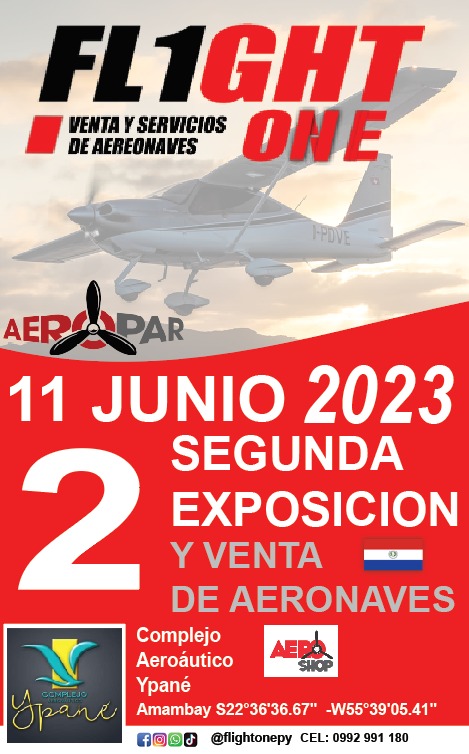 FL1GHT
ONE
VENTA Y SERVICIOS
DE AEREONAVES
I-PDVE
AEROPAR
11 JUNIO 2023
2
SEGUNDA
EXPOSICION
Y VENTA
DE AERONAVES
COMPLEJO
Ypané
Complejo
Aeroáutico
Ypané
AERO
SHOP
Amambay S22°36'36.67" -W55°39'05.41"
@flightonepy CEL: 0992 991 180